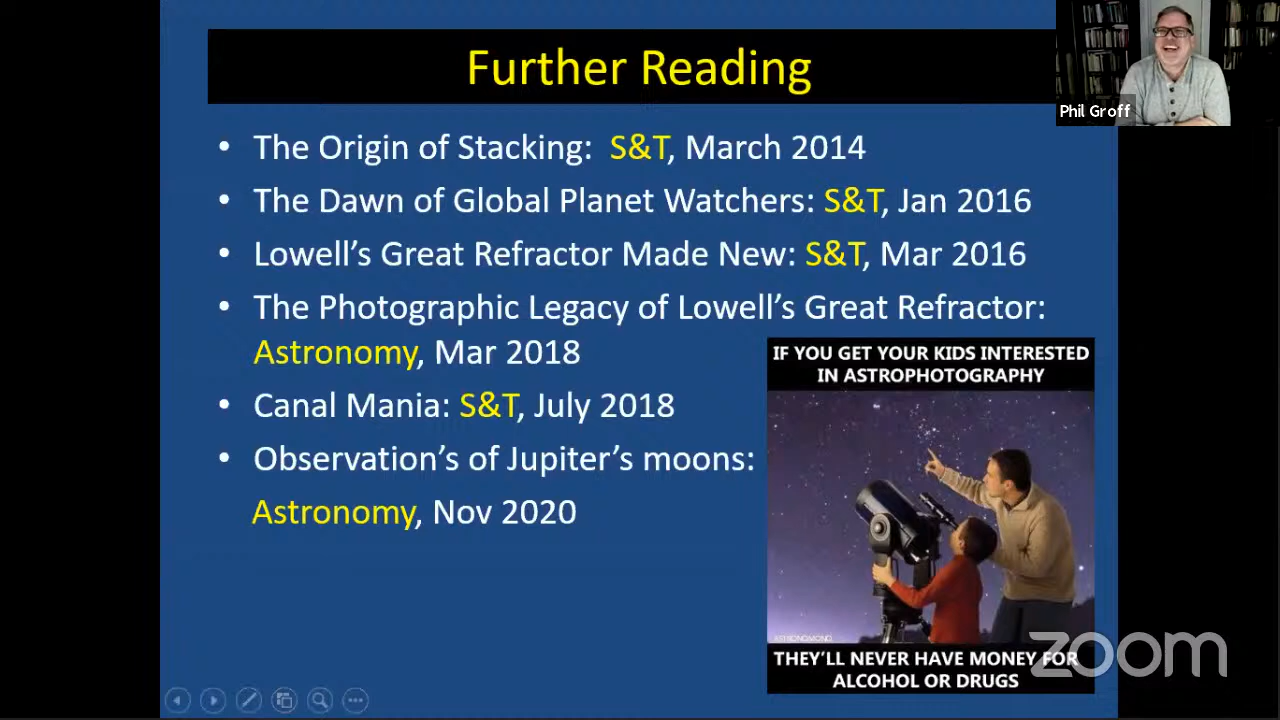 Further Reading
Phil Groff
• The Origin of Stacking: S&T, March 2014
• The Dawn of Global Planet Watchers: S&T, Jan 2016
• Lowell's Great Refractor Made New: S&T, Mar 2016
• The Photographic Legacy of Lowell's Great Refractor:
Astronomy, Mar 2018
• Canal Mania: S&T, July 2018
• Observation's of Jupiter's moons:
Astronomy, Nov 2020
IF YOU GET YOUR KIDS INTERESTED
IN ASTROPHOTOGRAPHY
ASTRONOMONO
THEY'LL NEVER HAVE MONEY FOR
ALCOHOL OR DRUGS
zoom